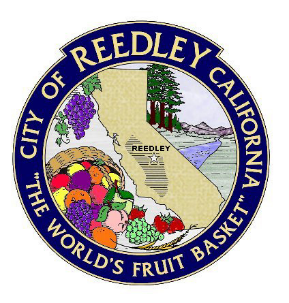 CITY OF REEDLEY CALIFORNIA
"THE WORLD'S FRUIT BASKET"
REEDLEY